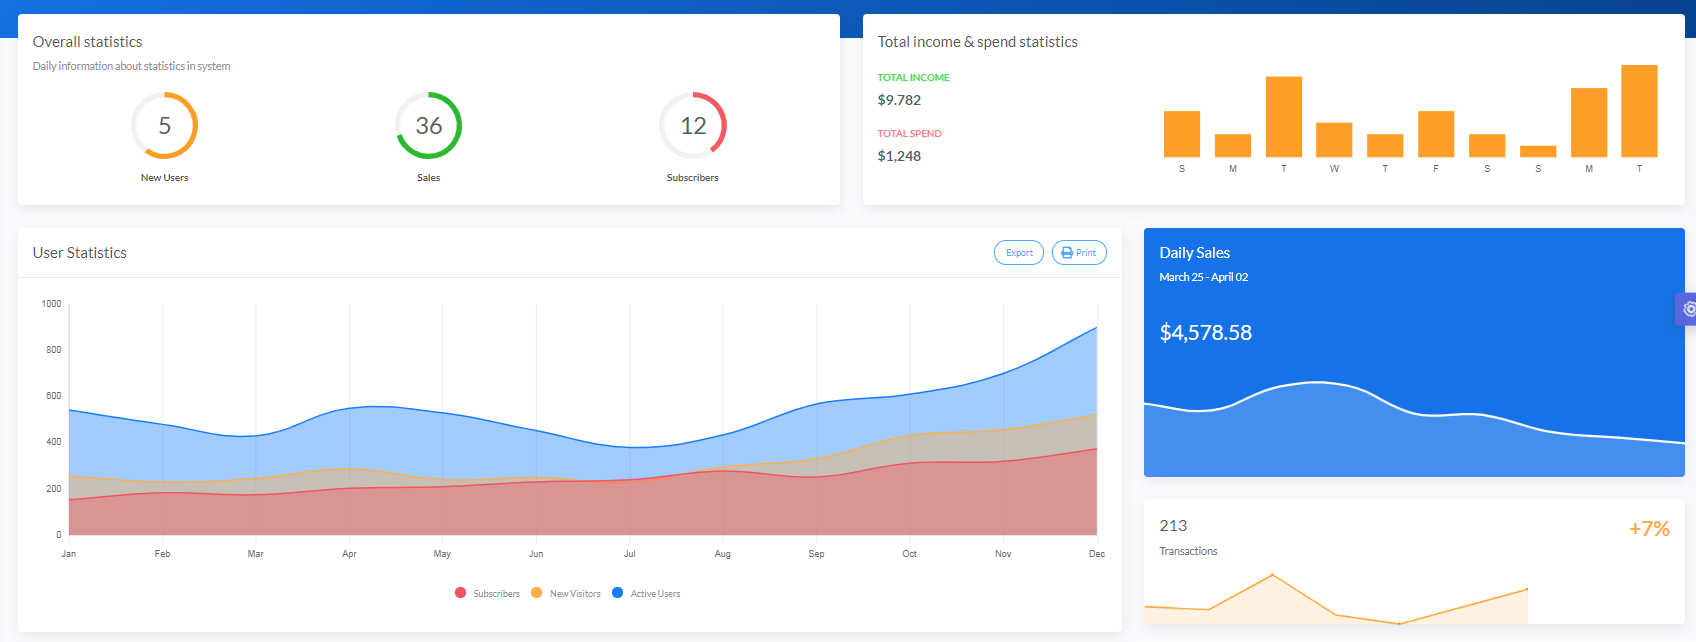 Overall statistics
Daily information about statistics in system
5
36
12
New Users
Sales
Subscribers
Total income & spend statistics
TOTAL INCOME
$9.782
TOTAL SPEND
$1,248
S M T W T F S S M T
User Statistics
Export
Print
1000
800
600
400
200
0
Jan Feb Mar Apr May Jun Jul Aug Sep Oct Nov Dec
Subscribers New Visitors Active Users
Daily Sales
March 25 - April 02
$4,578.58
213
+7%
Transactions